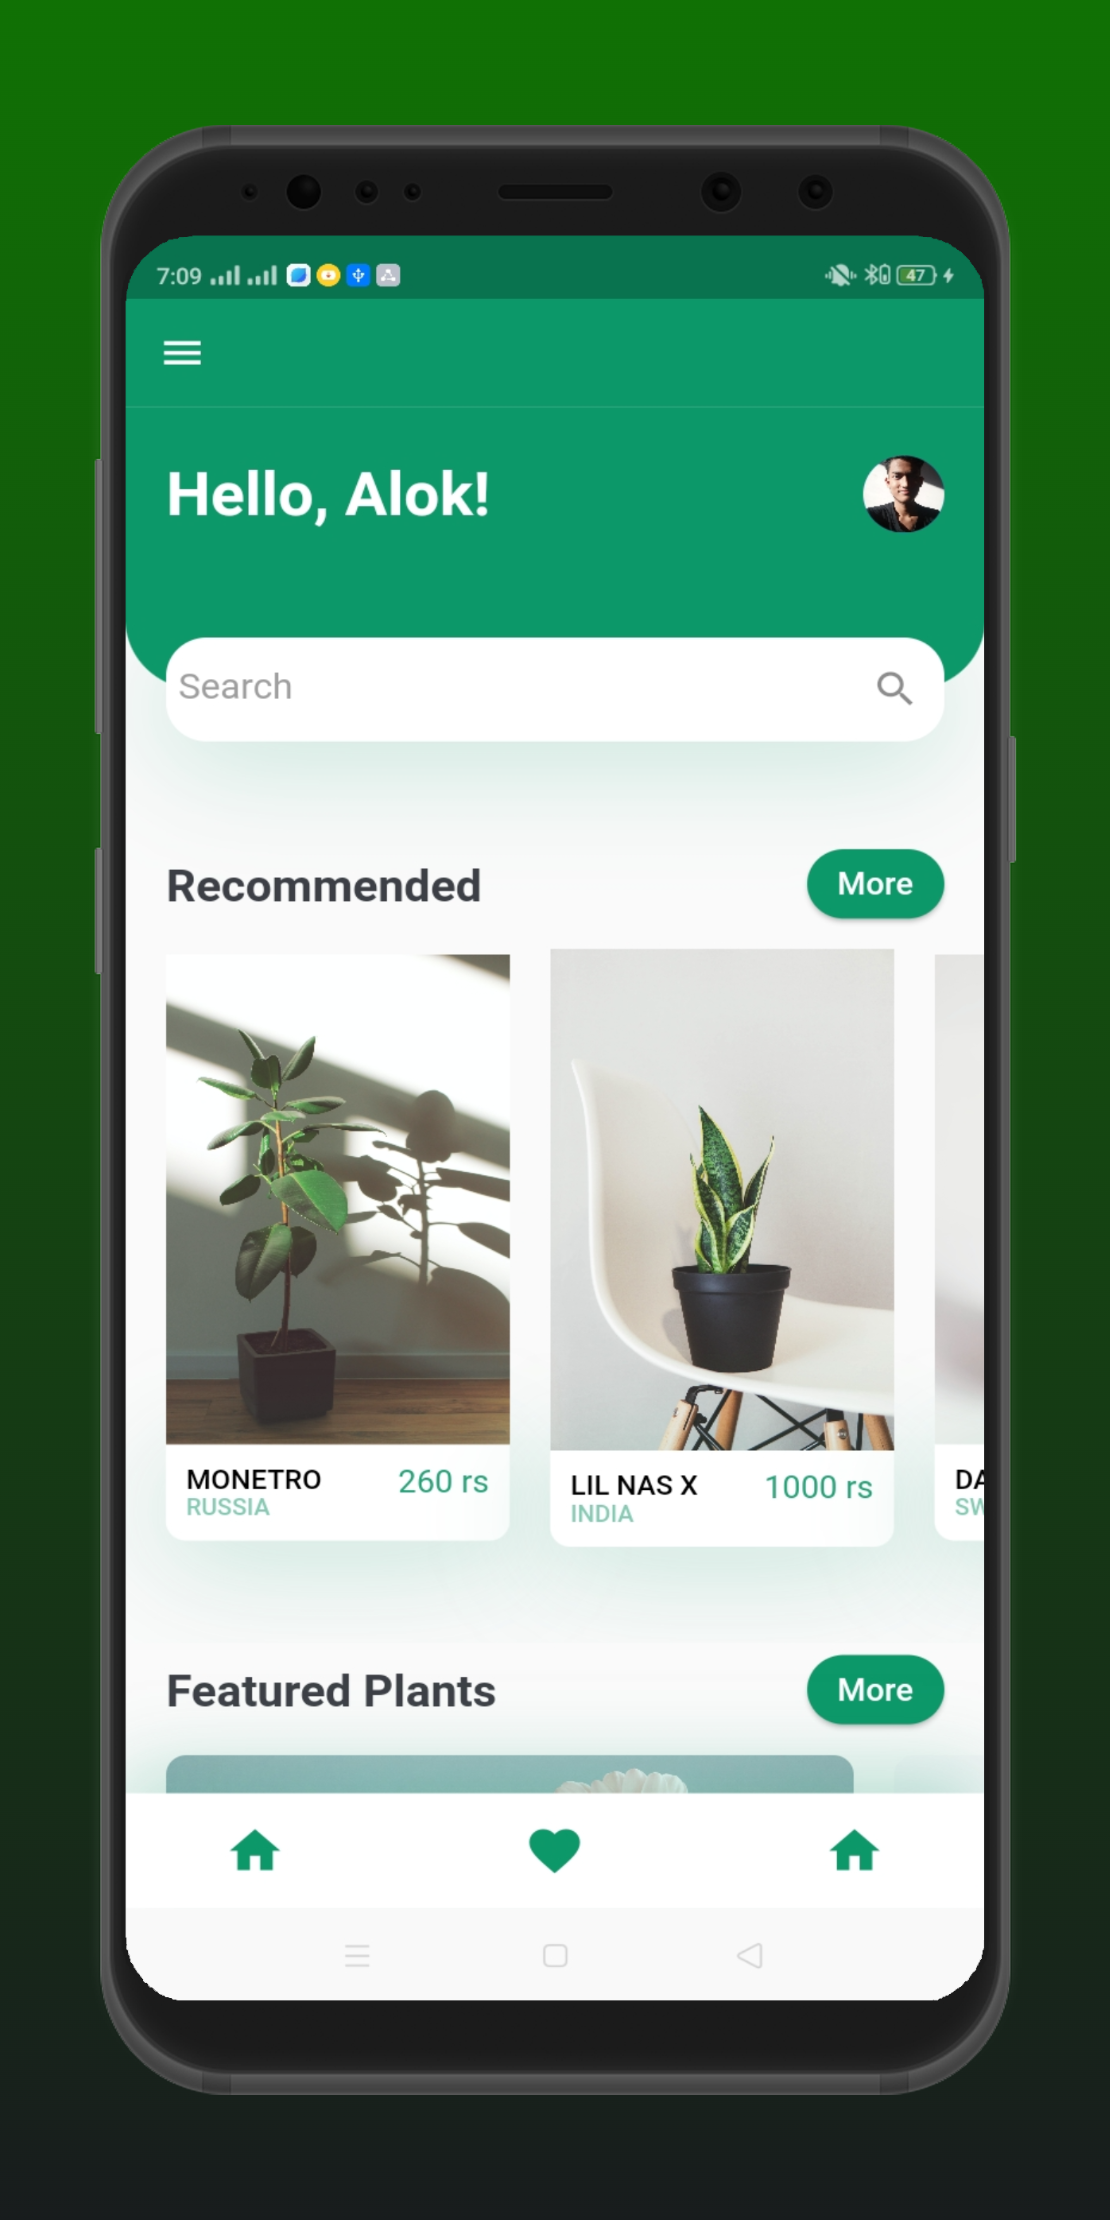 7:09
47
Hello, Alok!
Search
Recommended
More
MONETRO
260 rs
RUSSIA
LIL NAS X
1000 rs
INDIA
DA
SW
Featured Plants
More